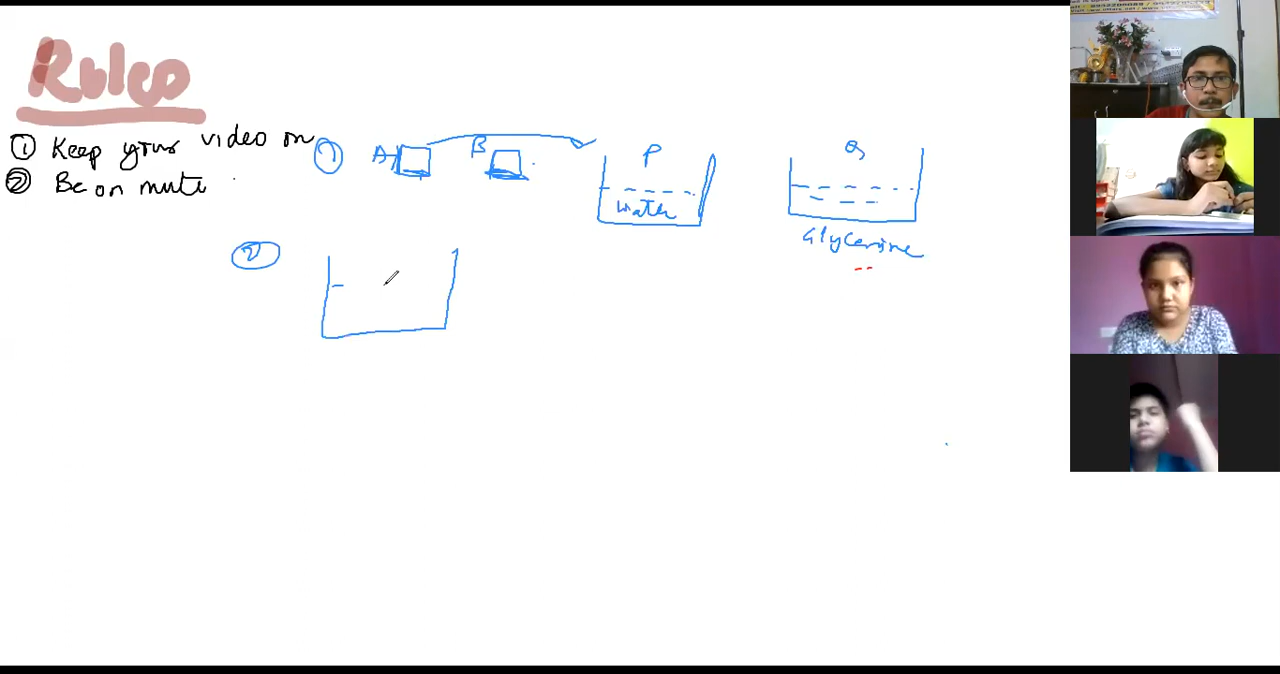 Rules
① Keep your video on
② Be on mute
①
A
B
P
Q
water
Glycerine
②